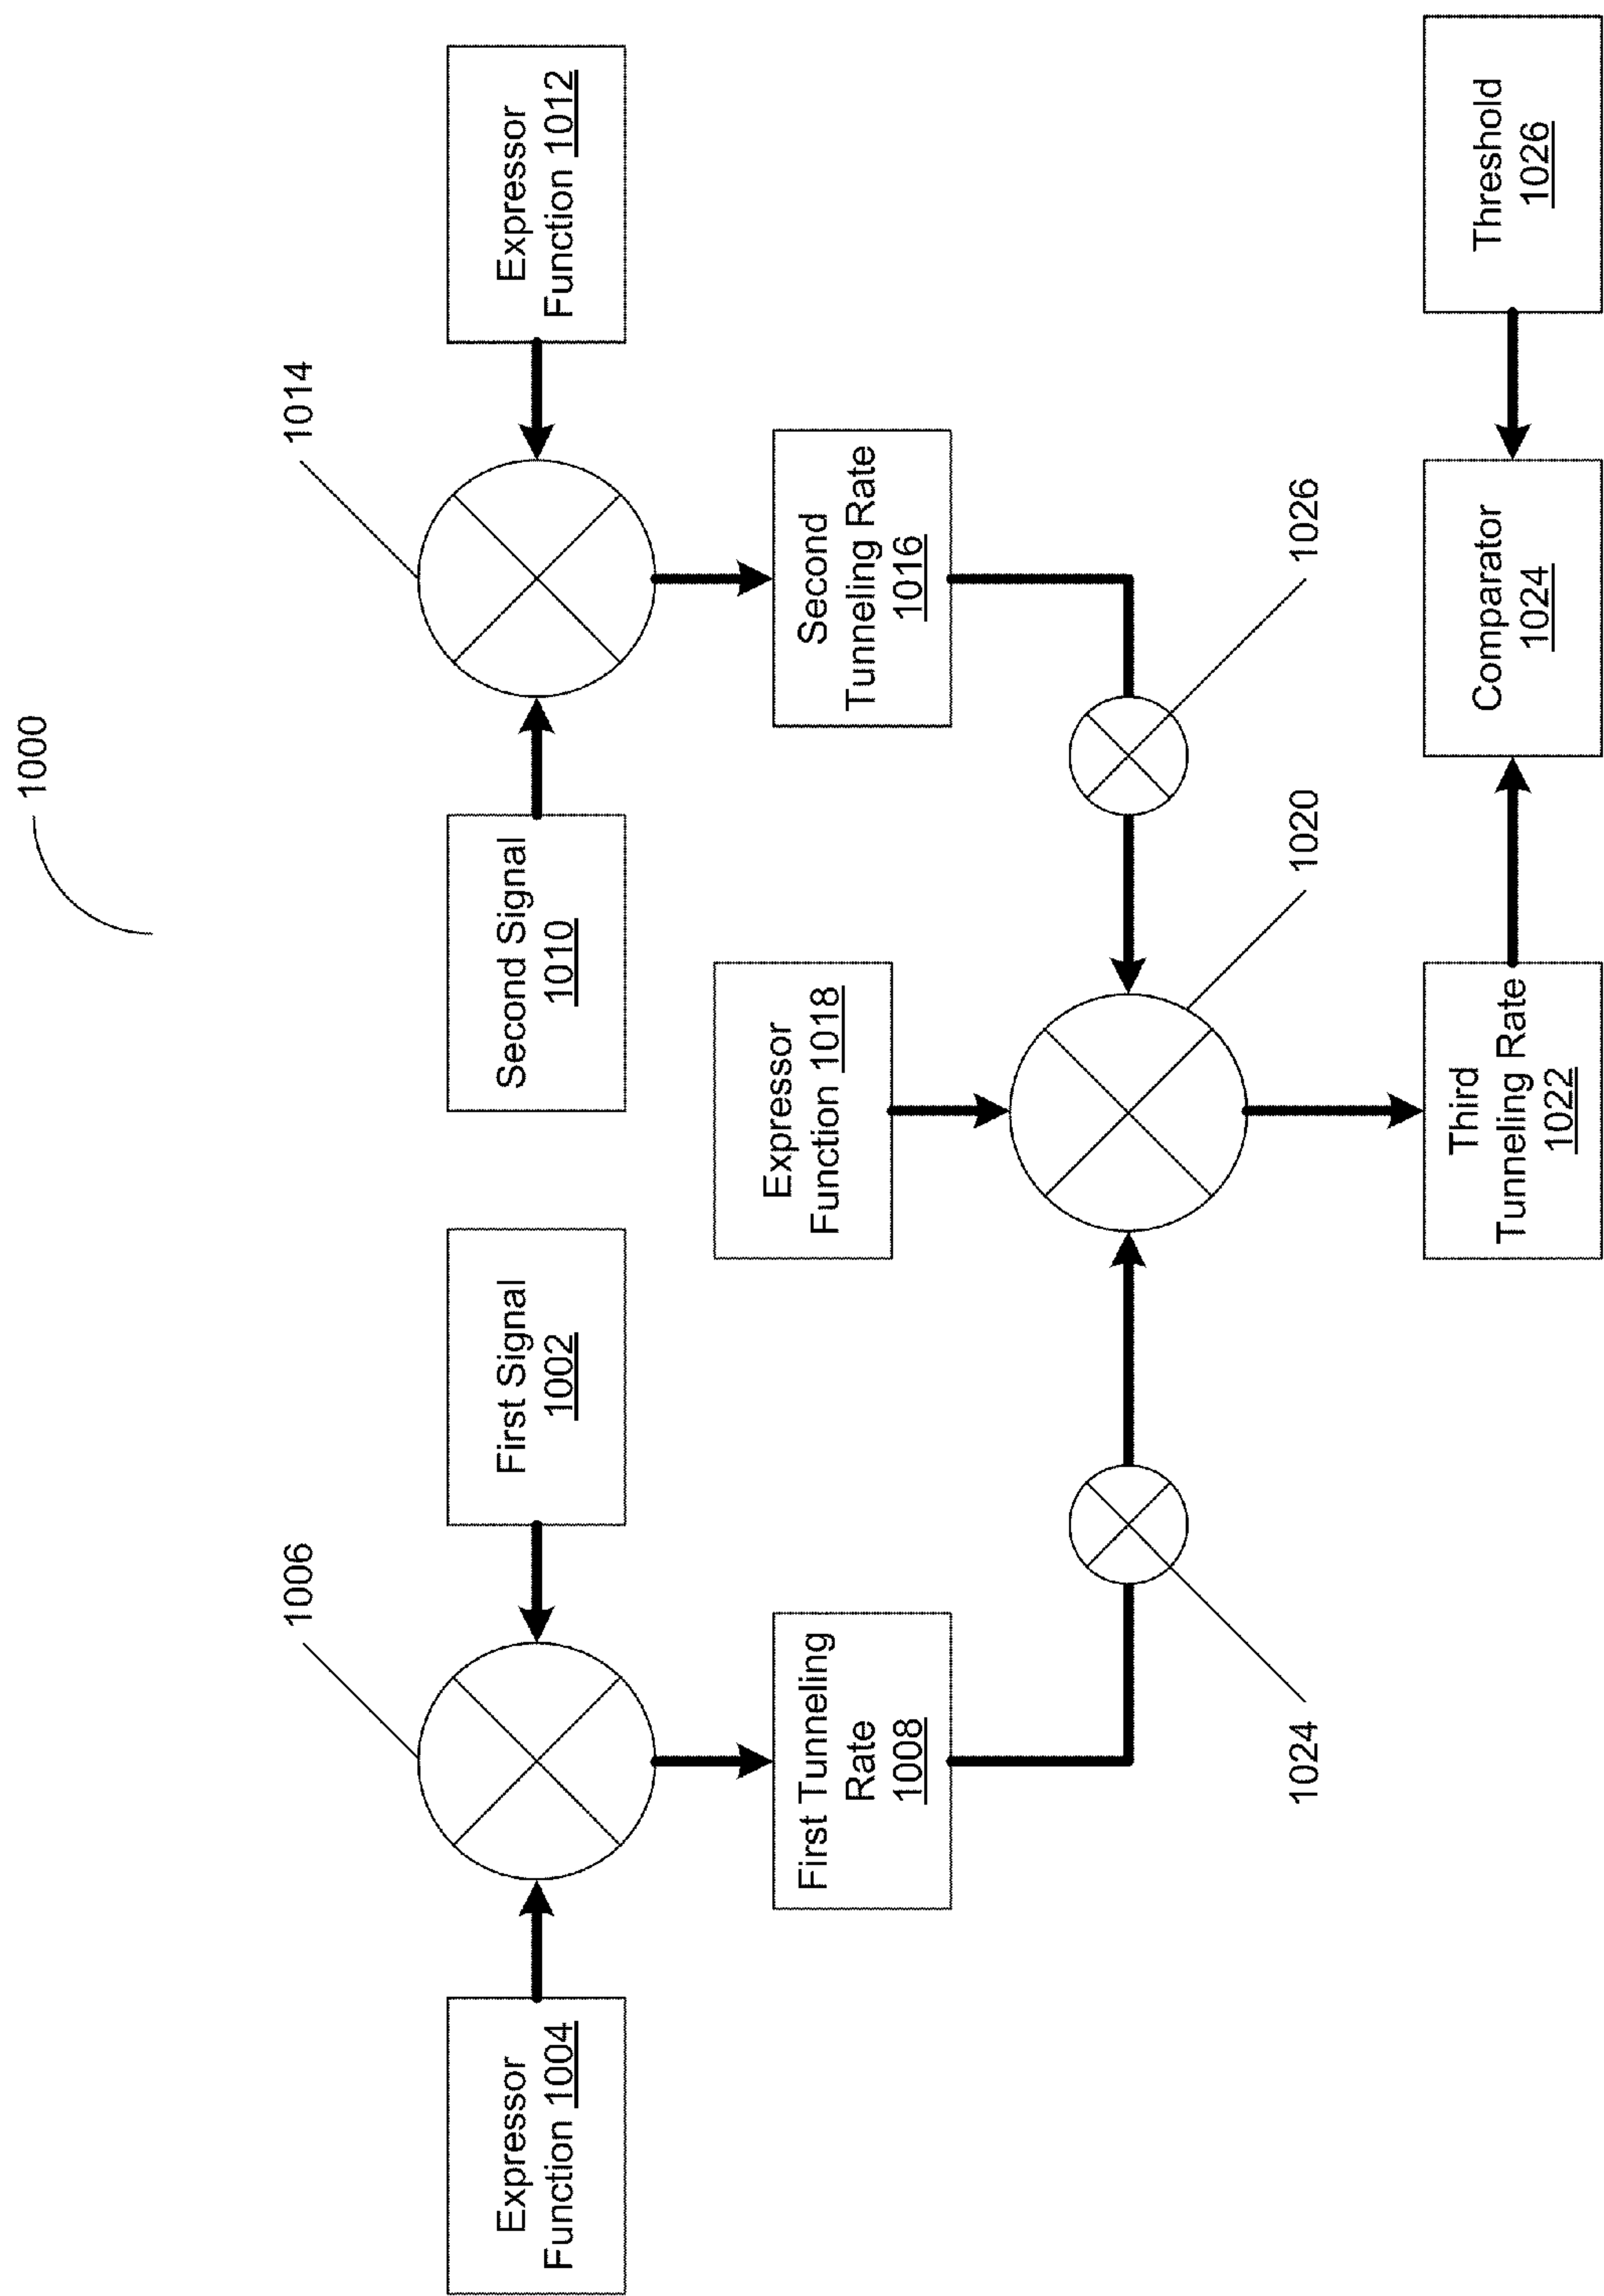 1000
1006
1014
Expressor
Function 1004
First Signal
1002
Second Signal
1010
Expressor
Function 1012
First Tunneling
Rate
1008
Expressor
Function 1018
Second
Tunneling Rate
1016
1024
1020
1026
Third
Tunneling Rate
1022
Comparator
1024
Threshold
1026